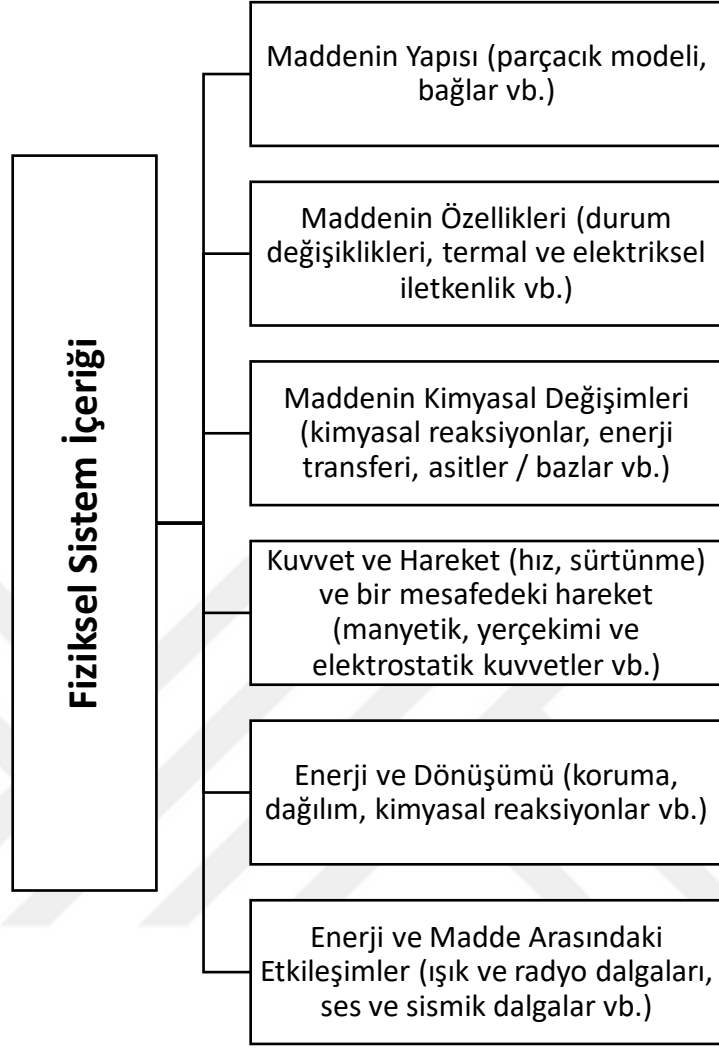 Fiziksel Sistem İçeriği
Maddenin Yapısı (parçacık modeli,
bağlar vb.)
Maddenin Özellikleri (durum
değişiklikleri, termal ve elektriksel
iletkenlik vb.)
Maddenin Kimyasal Değişimleri
(kimyasal reaksiyonlar, enerji
transferi, asitler / bazlar vb.)
Kuvvet ve Hareket (hız, sürtünme)
ve bir mesafedeki hareket
(manyetik, yerçekimi ve
elektrostatik kuvvetler vb.)
Enerji ve Dönüşümü (koruma,
dağılım, kimyasal reaksiyonlar vb.)
Enerji ve Madde Arasındaki
Etkileşimler (ışık ve radyo dalgaları,
ses ve sismik dalgalar vb.)